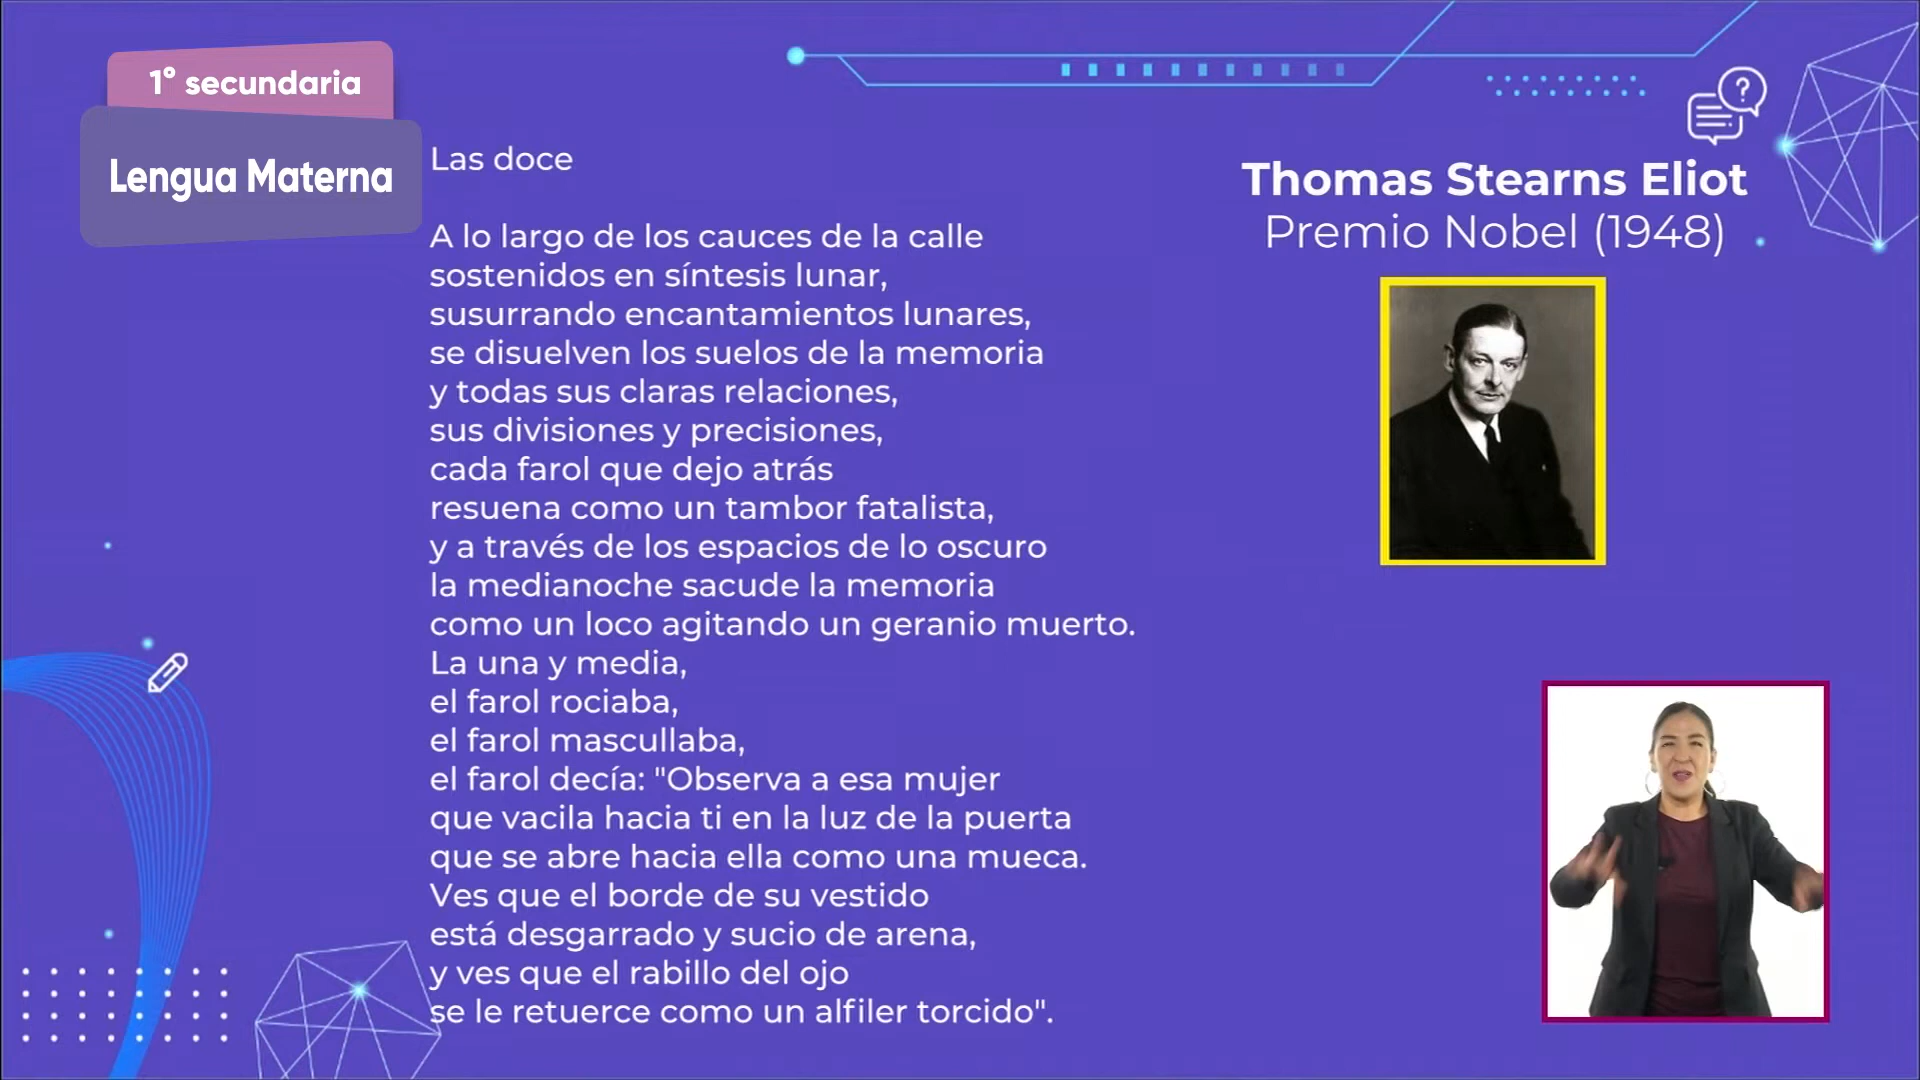 1° secundaria
Lengua Materna
Las doce
A lo largo de los cauces de la calle
sostenidos en síntesis lunar,
susurrando encantamientos lunares,
se disuelven los suelos de la memoria
y todas sus claras relaciones,
sus divisiones y precisiones,
cada farol que dejo atrás
resuena como un tambor fatalista,
y a través de los espacios de lo oscuro
la medianoche sacude la memoria
como un loco agitando un geranio muerto.
La una y media,
el farol rociaba,
el farol mascullaba,
el farol decía: "Observa a esa mujer
que vacila hacia ti en la luz de la puerta
que se abre hacia ella como una mueca.
Ves que el borde de su vestido
está desgarrado y sucio de arena,
y ves que el rabillo del ojo
se le retuerce como un alfiler torcido".
Thomas Stearns Eliot
Premio Nobel (1948)
?